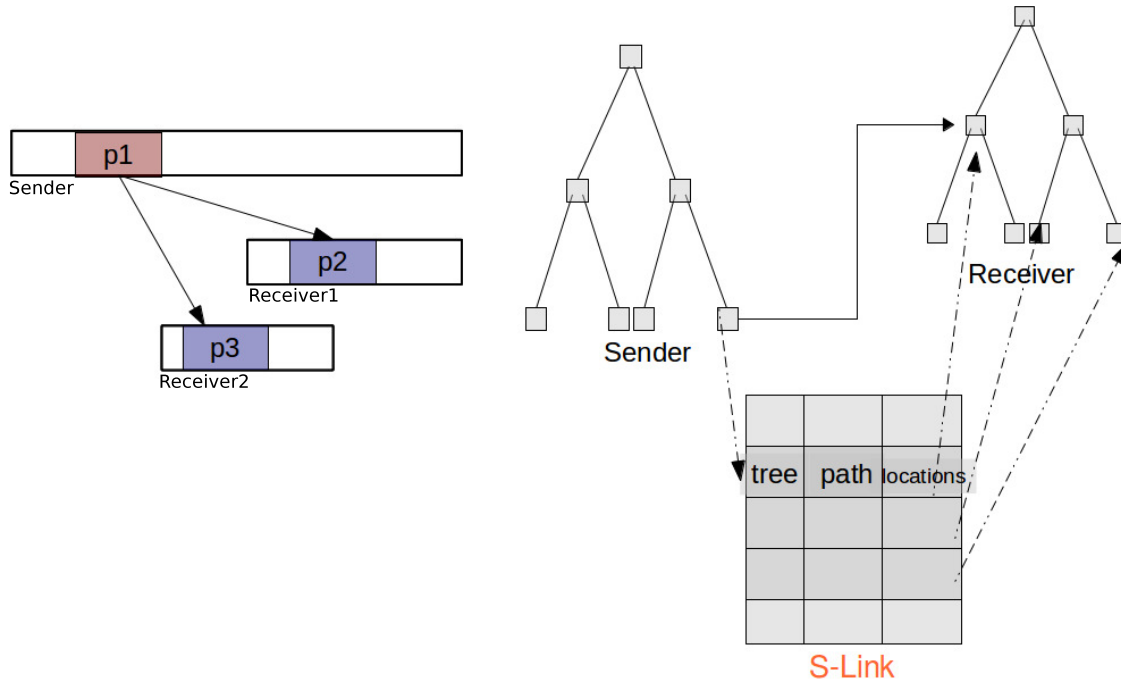 p1
Sender
p2
Receiver1
p3
Receiver2
Sender
Receiver
tree path locations
S-Link